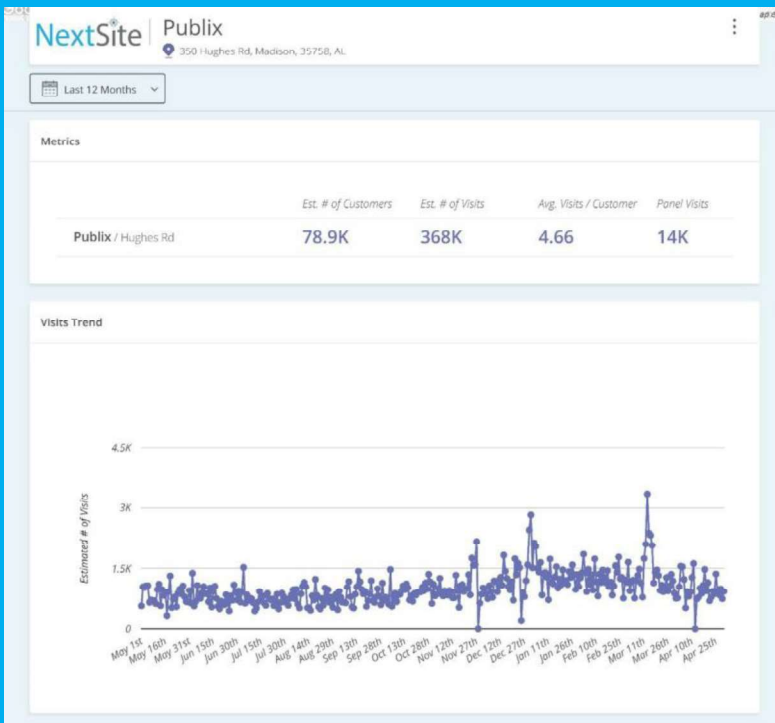 NextSite
Publix
350 Hughes Rd, Madison, 35758, AL
Last 12 Months
Metrics
Est. # of Customers Est. # of Visits Avg. Visits / Customer Panel Visits
Publix / Hughes Rd 78.9K 368K 4.66 14K
Visits Trend
4.5K
3K
1.5K
0
Estimated # of Visits
May 1st May 16th May 31st Jun 15th Jun 30th Jul 15th Jul 30th Aug 14th Aug 29th Sep 13th Sep 28th Oct 13th Oct 28th Nov 12th Nov 27th Dec 12th Dec 27th Jan 11th Jan 26th Feb 10th Feb 25th Mar 11th Mar 26th Apr 10th Apr 25th